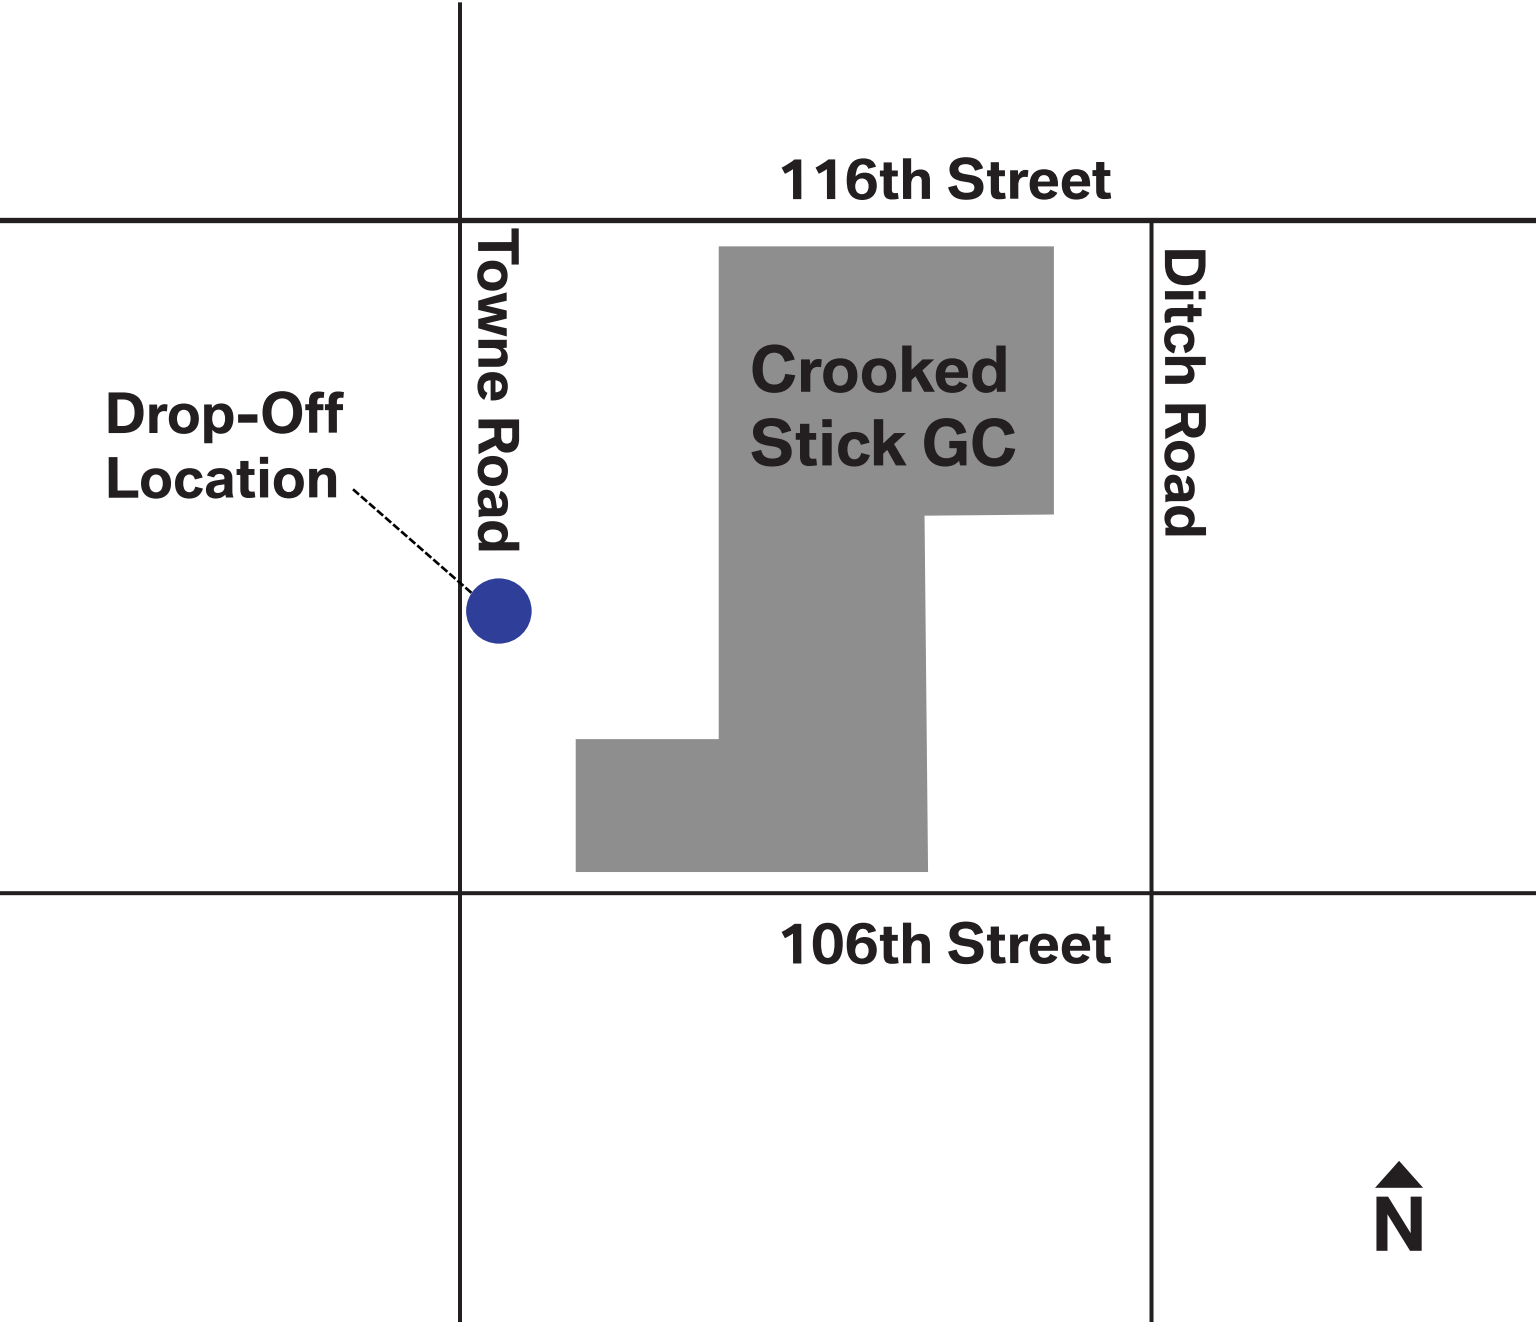 116th Street
Towne Road
Ditch Road
Crooked
Stick GC
Drop-Off
Location
106th Street
N